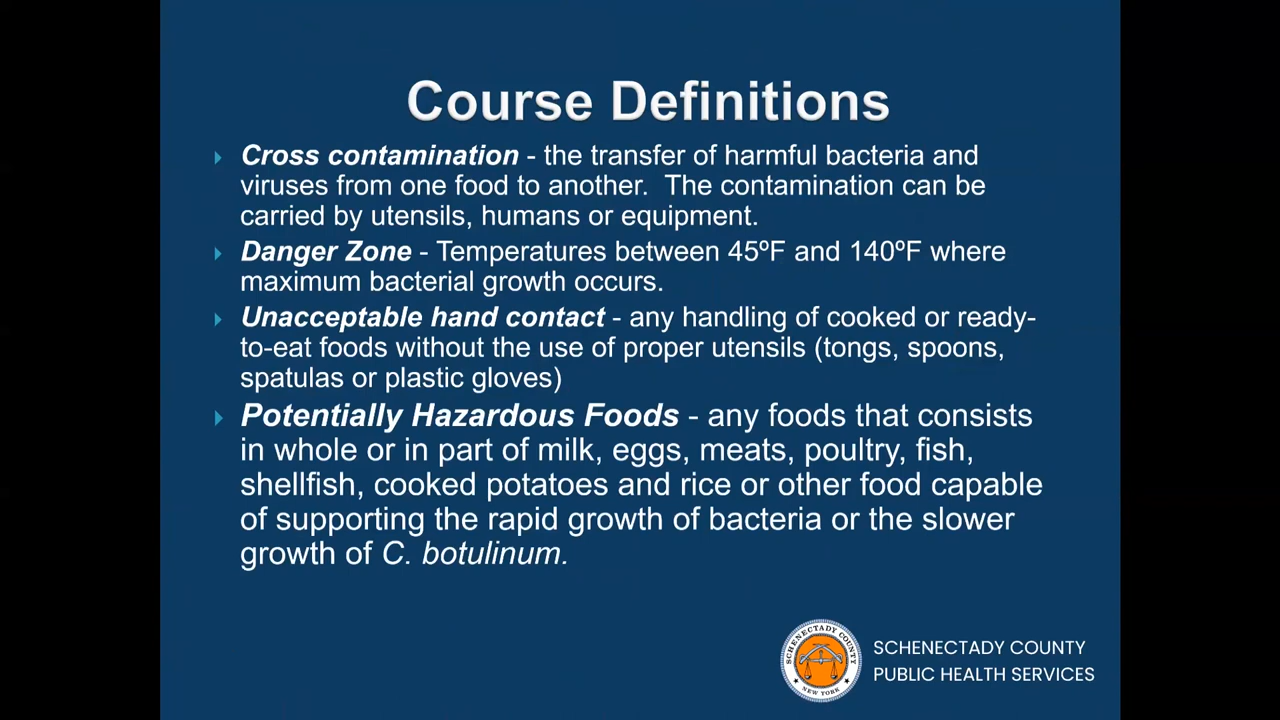 Course Definitions
Cross contamination - the transfer of harmful bacteria and
viruses from one food to another.  The contamination can be
carried by utensils, humans or equipment.
Danger Zone - Temperatures between 45ºF and 140ºF where
maximum bacterial growth occurs.
Unacceptable hand contact - any handling of cooked or ready-
to-eat foods without the use of proper utensils (tongs, spoons,
spatulas or plastic gloves)
Potentially Hazardous Foods - any foods that consists
in whole or in part of milk, eggs, meats, poultry, fish,
shellfish, cooked potatoes and rice or other food capable
of supporting the rapid growth of bacteria or the slower
growth of C. botulinum.
SCHENECTADY COUNTY
NEW YORK
SCHENECTADY COUNTY
PUBLIC HEALTH SERVICES